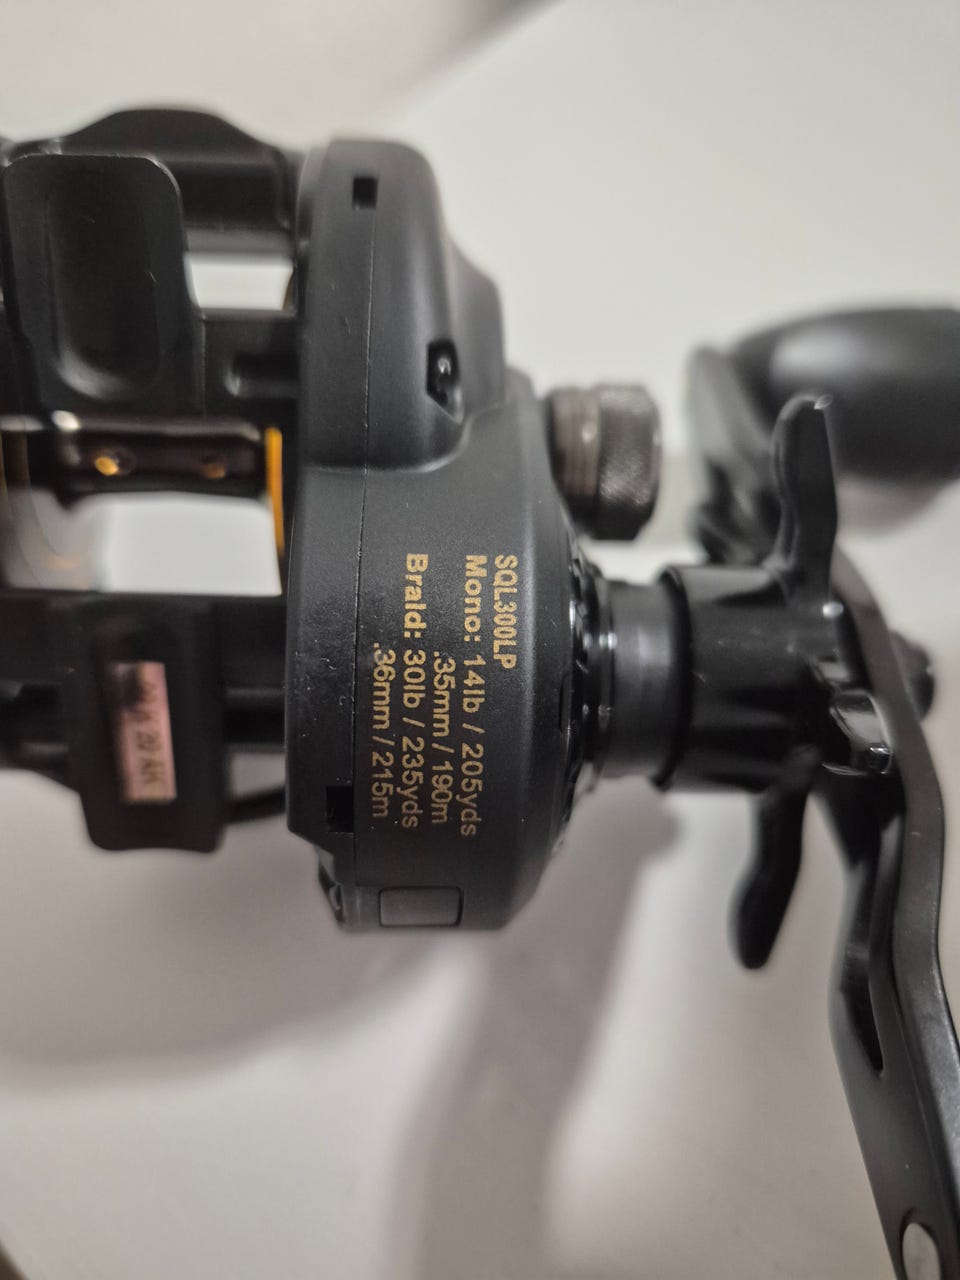 SQL300LP
Mono: 14lb / 205yds
.35mm / 190m
Braid: 30lb / 235yds
.36mm / 215m